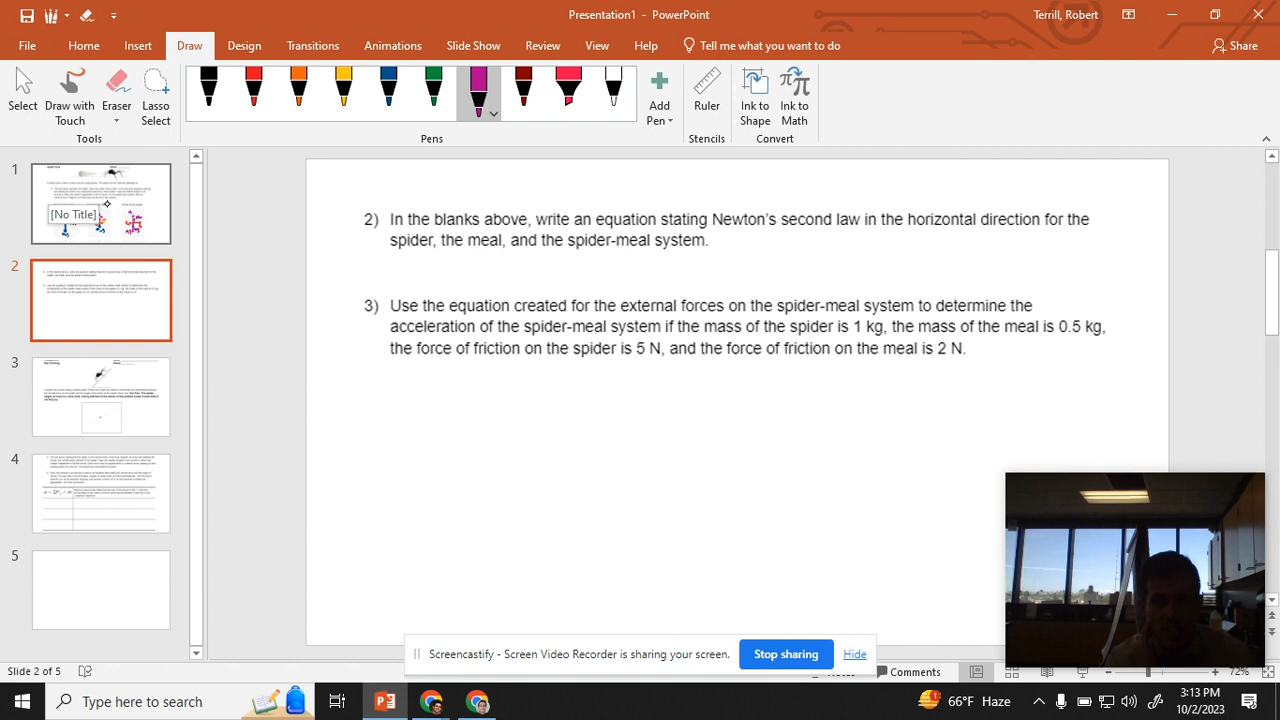 Presentation1 - PowerPoint
Terrill, Robert
File Home Insert Draw Design Transitions Animations Slide Show Review View Help Tell me what you want to do
Share
Select
Draw with Touch
Eraser
Lasso Select
Add Pen
Ruler
Ink to Shape
Ink to Math
Tools
Pens
Stencils
Convert
1
[No Title]
2
3
4
5
2) In the blanks above, write an equation stating Newton's second law in the horizontal direction for the
spider, the meal, and the spider-meal system.
3) Use the equation created for the external forces on the spider-meal system to determine the
acceleration of the spider-meal system if the mass of the spider is 1 kg, the mass of the meal is 0.5 kg,
the force of friction on the spider is 5 N, and the force of friction on the meal is 2 N.
Screencastify - Screen Video Recorder is sharing your screen.
Stop sharing
Hide
Slide 2 of 5
Comments
72%
Type here to search
1
66°F Haze
3:13 PM
10/2/2023